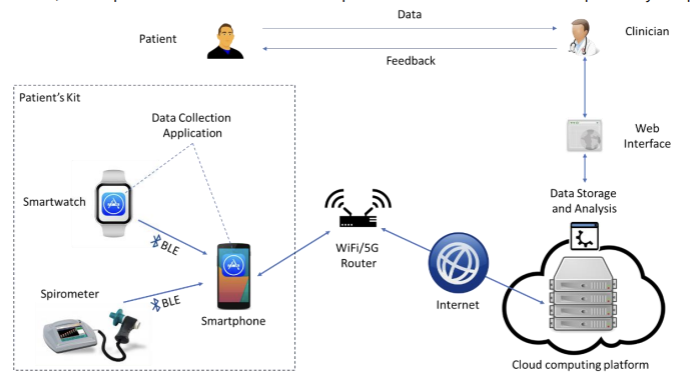 Data
Patient
Clinician
Feedback
Patient's Kit
Data Collection
Application
Web
Interface
Smartwatch
BLE
Data Storage
and Analysis
WiFi/5G
Router
Spirometer
BLE
Internet
Smartphone
Cloud computing platform